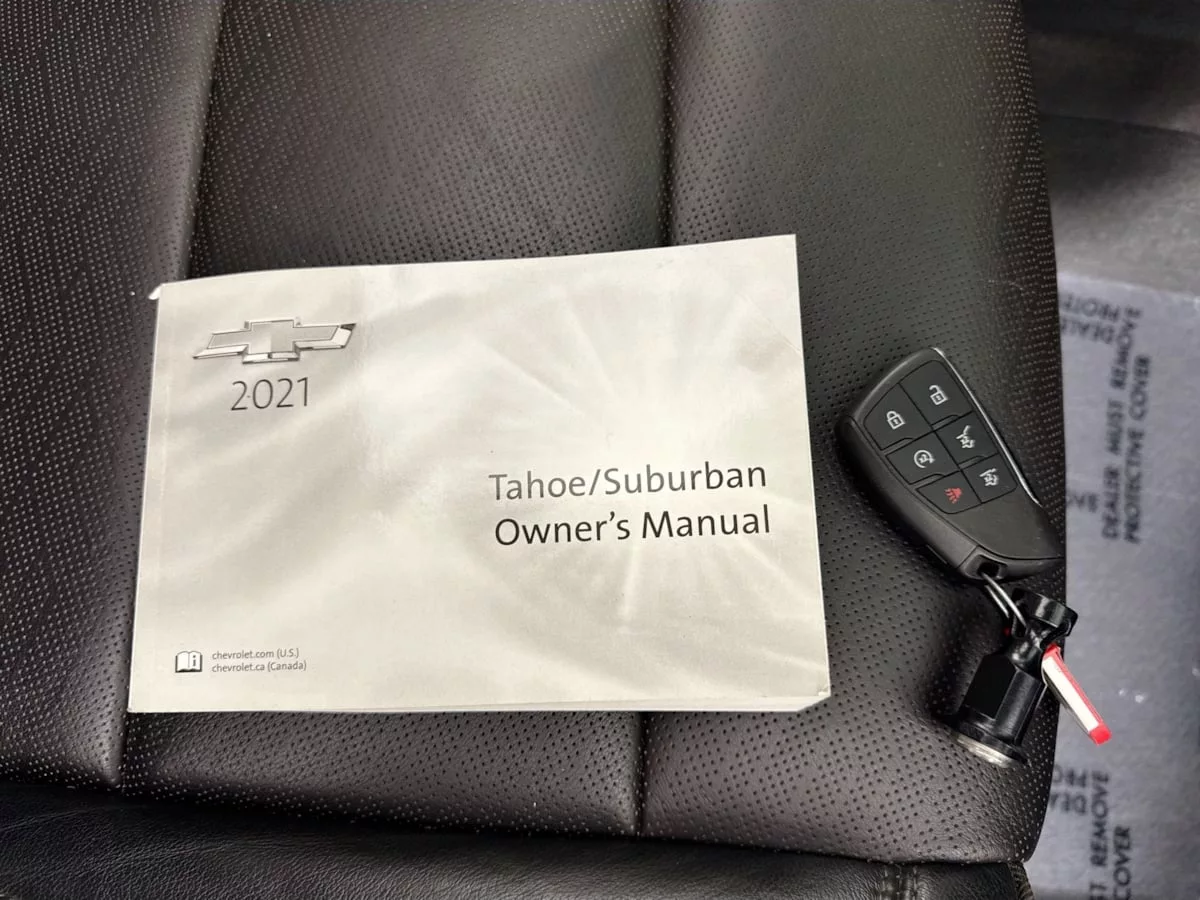 2021
Tahoe/Suburban
Owner's Manual
chevrolet.com (U.S.)
chevrolet.ca (Canada)
DEALER MUST REMOVE
PROTECTIVE COVER